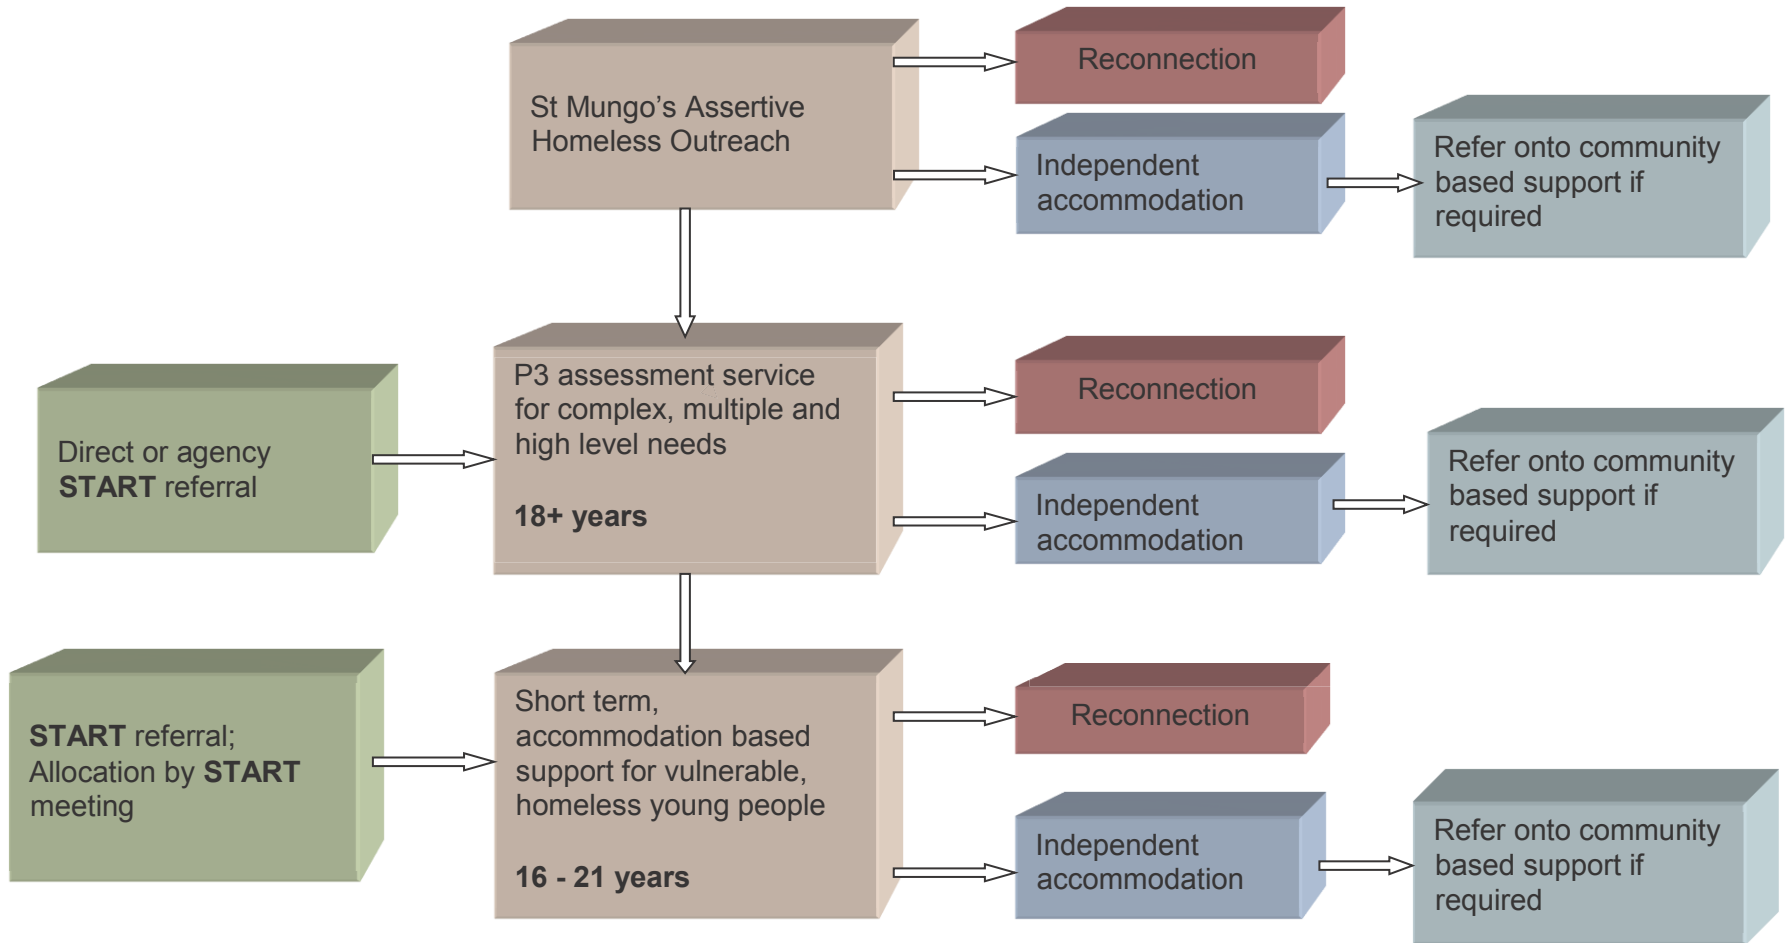 St Mungo’s Assertive
Homeless Outreach
Reconnection
Independent
accommodation
Refer onto community
based support if
required
Direct or agency
START referral
P3 assessment service
for complex, multiple and
high level needs
18+ years
Reconnection
Independent
accommodation
Refer onto community
based support if
required
START referral;
Allocation by START
meeting
Short term,
accommodation based
support for vulnerable,
homeless young people
16 - 21 years
Reconnection
Independent
accommodation
Refer onto community
based support if
required